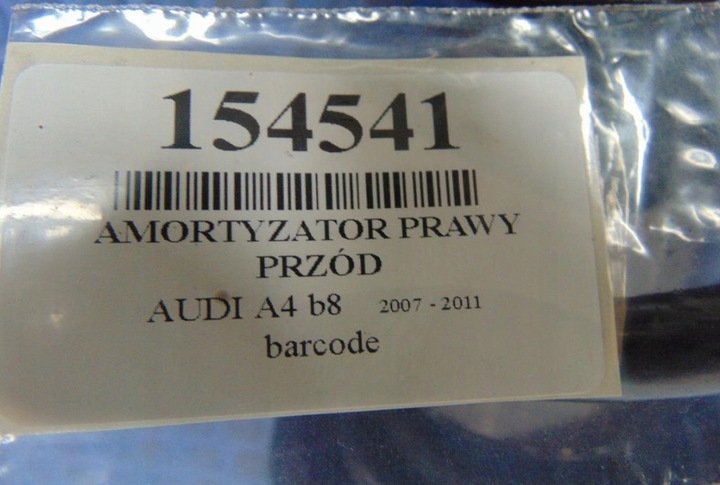 154541
AMORTYZATOR PRAWY
PRZÓD
AUDI A4 b8 2007 - 2011
barcode